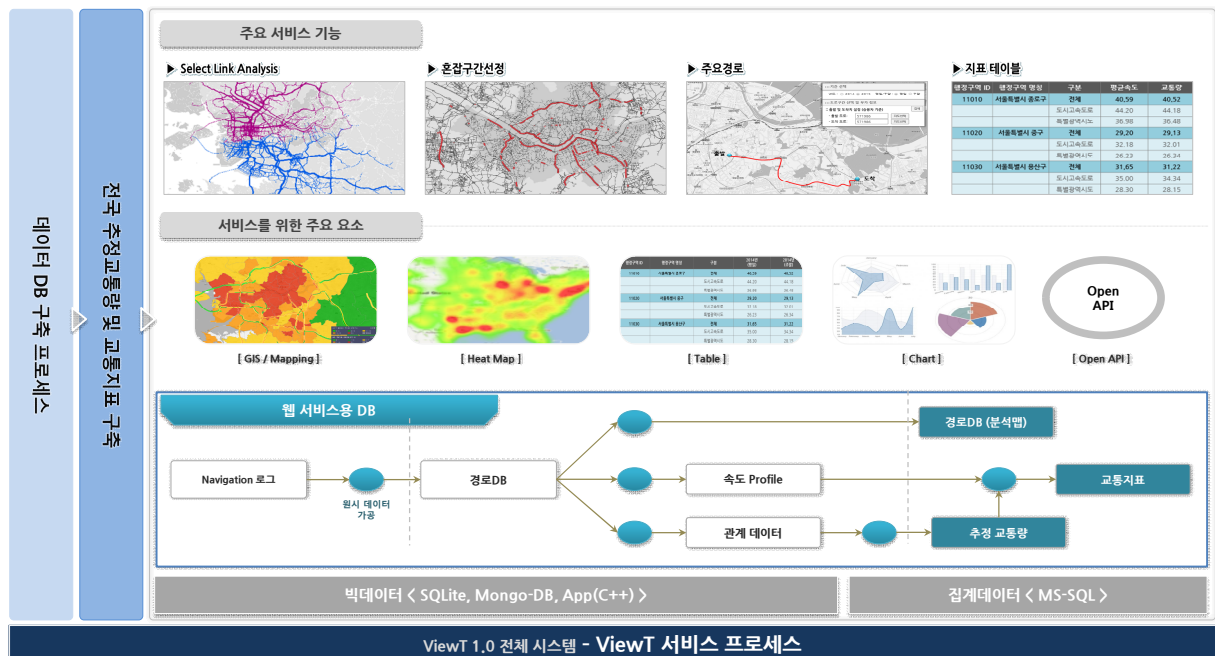 데이터 DB 구축 프로세스
전국 추정교통량 및 교통지표 구축
주요 서비스 기능
▶ Select Link Analysis
▶ 혼잡구간선정
▶ 주요경로
▶ 지표 테이블
출발
도착
행정구역 ID 행정구역 명칭 구분 평균속도 교통량
11010 서울특별시 종로구 전체 40,59 40,52
도시고속도로 44.20 44.18
특별광역시도 36.98 36.48
11020 서울특별시 중구 전체 29,20 29,13
도시고속도로 32.18 32.01
특별광역시도 26.23 26.24
11030 서울특별시 용산구 전체 31,65 31,22
도시고속도로 35.00 34.34
특별광역시도 28.30 28.15
서비스를 위한 주요 요소
Open
API
[ GIS / Mapping ]
[ Heat Map ]
[ Table ]
[ Chart ]
[ Open API ]
웹 서비스용 DB
Navigation 로그
원시 데이터
가공
경로DB
경로DB (분석맵)
속도 Profile
교통지표
관계 데이터
추정 교통량
빅데이터 < SQLite, Mongo-DB, App(C++) >
집계데이터 < MS-SQL >
ViewT 1.0 전체 시스템 - ViewT 서비스 프로세스